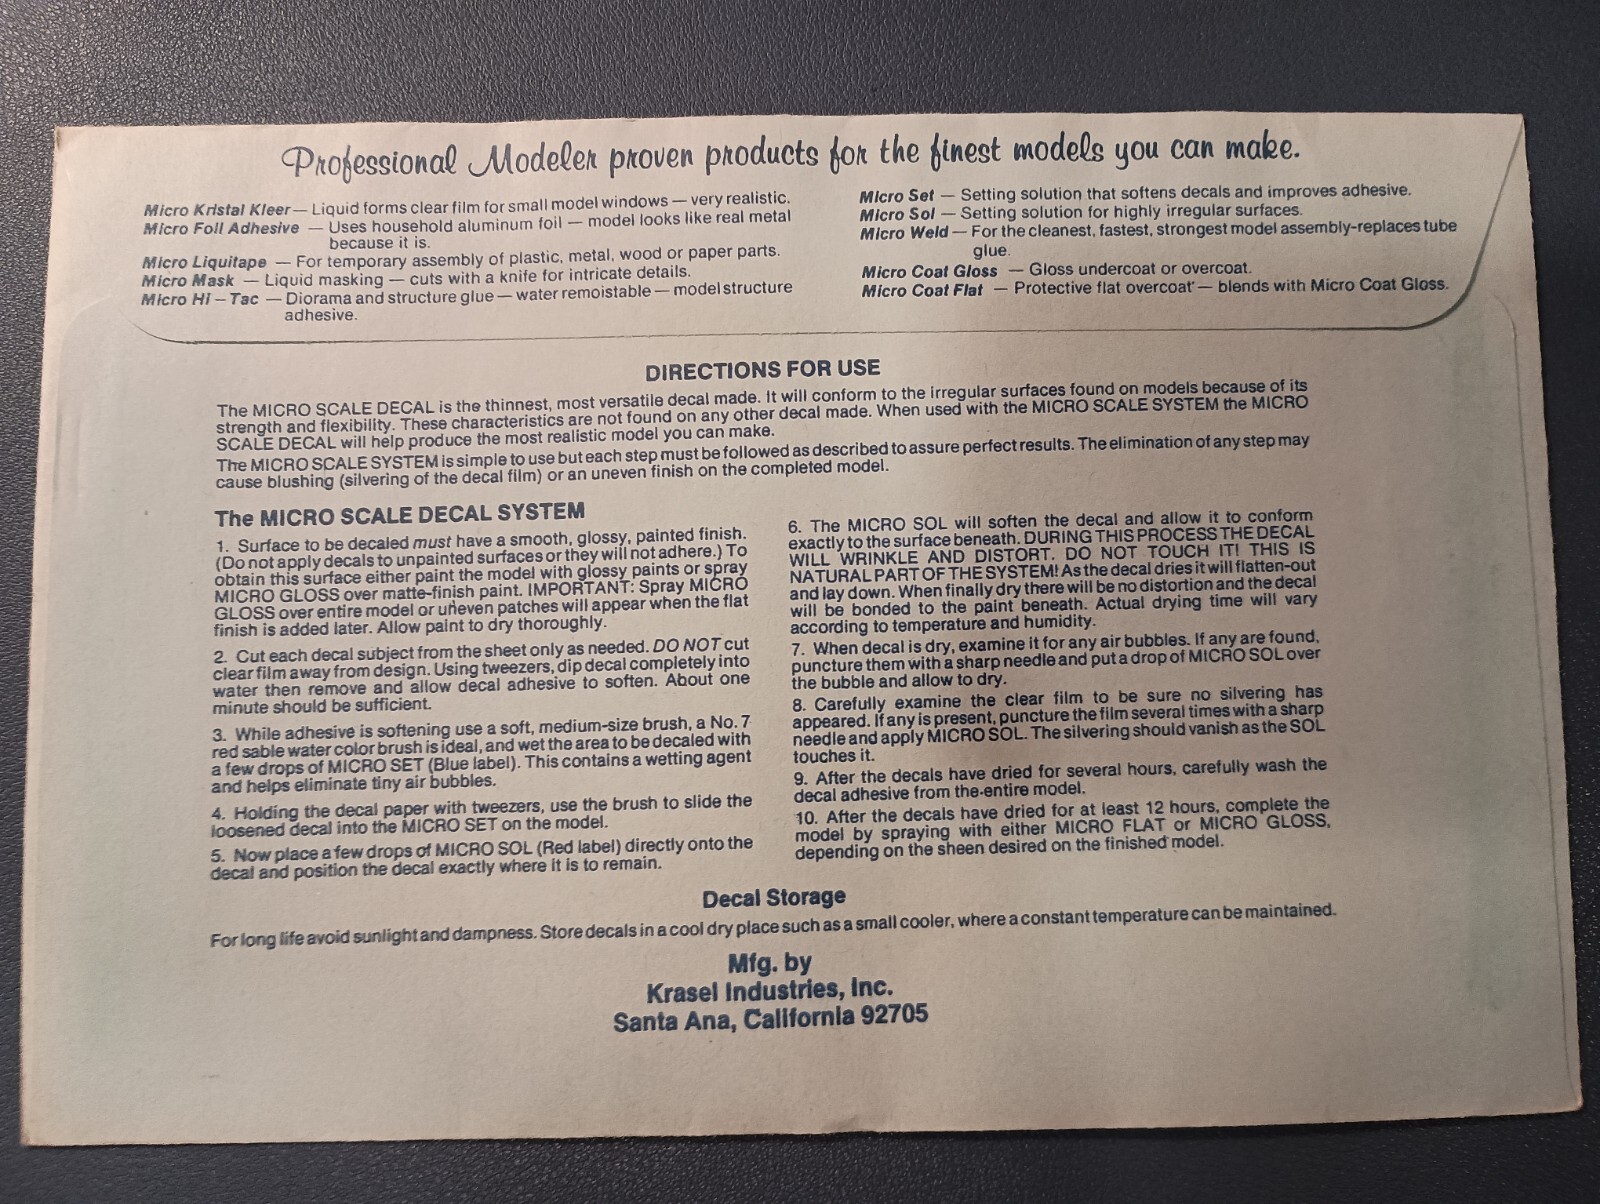 Professional Modeler proven products for the finest models you can make.
Micro Kristal Kleer — Liquid forms clear film for small model windows — very realistic.
Micro Foil Adhesive — Uses household aluminum foil — model looks like real metal
because it is.
Micro Liquitape — For temporary assembly of plastic, metal, wood or paper parts.
Micro Mask — Liquid masking — cuts with a knife for intricate details.
Micro Hi – Tac — Diorama and structure glue — water remoistable — model structure
adhesive.
Micro Set — Setting solution that softens decals and improves adhesive.
Micro Sol — Setting solution for highly irregular surfaces.
Micro Weld — For the cleanest, fastest, strongest model assembly-replaces tube
glue.
Micro Coat Gloss — Gloss undercoat or overcoat.
Micro Coat Flat — Protective flat overcoat — blends with Micro Coat Gloss.
DIRECTIONS FOR USE
The MICRO SCALE DECAL is the thinnest, most versatile decal made. It will conform to the irregular surfaces found on models because of its
strength and flexibility. These characteristics are not found on any other decal made. When used with the MICRO SCALE SYSTEM the MICRO
SCALE DECAL will help produce the most realistic model you can make.
The MICRO SCALE SYSTEM is simple to use but each step must be followed as described to assure perfect results. The elimination of any step may
cause blushing (silvering of the decal film) or an uneven finish on the completed model.
The MICRO SCALE DECAL SYSTEM
1. Surface to be decaled must have a smooth, glossy, painted finish.
(Do not apply decals to unpainted surfaces or they will not adhere.) To
obtain this surface either paint the model with glossy paints or spray
MICRO GLOSS over matte-finish paint. IMPORTANT: Spray MICRO
GLOSS over entire model or uneven patches will appear when the flat
finish is added later. Allow paint to dry thoroughly.
2. Cut each decal subject from the sheet only as needed. DO NOT cut
clear film away from design. Using tweezers, dip decal completely into
water then remove and allow decal adhesive to soften. About one
minute should be sufficient.
3. While adhesive is softening use a soft, medium-size brush, a No. 7
red sable water color brush is ideal, and wet the area to be decaled with
a few drops of MICRO SET (Blue label). This contains a wetting agent
and helps eliminate tiny air bubbles.
4. Holding the decal paper with tweezers, use the brush to slide the
loosened decal into the MICRO SET on the model.
5. Now place a few drops of MICRO SOL (Red label) directly onto the
decal and position the decal exactly where it is to remain.
6. The MICRO SOL will soften the decal and allow it to conform
exactly to the surface beneath. DURING THIS PROCESS THE DECAL
WILL WRINKLE AND DISTORT. DO NOT TOUCH IT! THIS IS
NATURAL PART OF THE SYSTEM! As the decal dries it will flatten-out
and lay down. When finally dry there will be no distortion and the decal
will be bonded to the paint beneath. Actual drying time will vary
according to temperature and humidity.
7. When decal is dry, examine it for any air bubbles. If any are found,
puncture them with a sharp needle and put a drop of MICRO SOL over
the bubble and allow to dry.
8. Carefully examine the clear film to be sure no silvering has
appeared. If any is present, puncture the film several times with a sharp
needle and apply MICRO SOL. The silvering should vanish as the SOL
touches it.
9. After the decals have dried for several hours, carefully wash the
decal adhesive from the entire model.
10. After the decals have dried for at least 12 hours, complete the
model by spraying with either MICRO FLAT or MICRO GLOSS,
depending on the sheen desired on the finished model.
Decal Storage
For long life avoid sunlight and dampness. Store decals in a cool dry place such as a small cooler, where a constant temperature can be maintained.
Mfg. by
Krasel Industries, Inc.
Santa Ana, California 92705